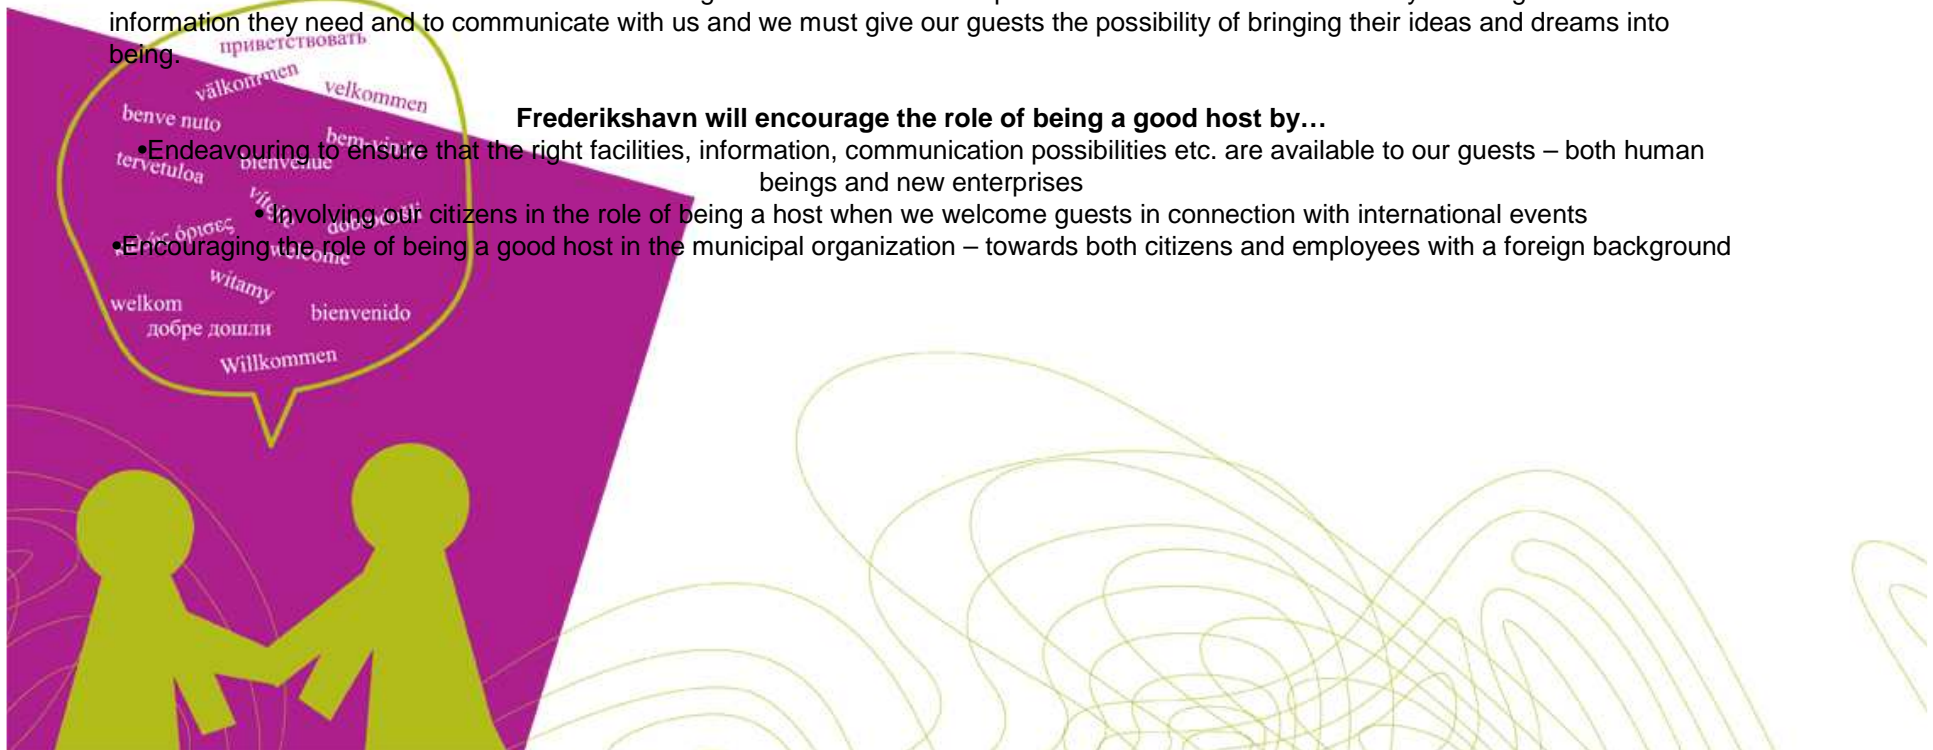 information they need and to communicate with us and we must give our guests the possibility of bringing their ideas and dreams into
being.
приветствовать
välkommen
velkommen
benve nuto
bem-vindo
tervetuloa
bienvenue
όρισες
welcome
witamy
welkom
bienvenido
добре дошли
Willkommen
Frederikshavn will encourage the role of being a good host by…
•Endeavouring to ensure that the right facilities, information, communication possibilities etc. are available to our guests – both human
beings and new enterprises
• Involving our citizens in the role of being a host when we welcome guests in connection with international events
•Encouraging the role of being a good host in the municipal organization – towards both citizens and employees with a foreign background